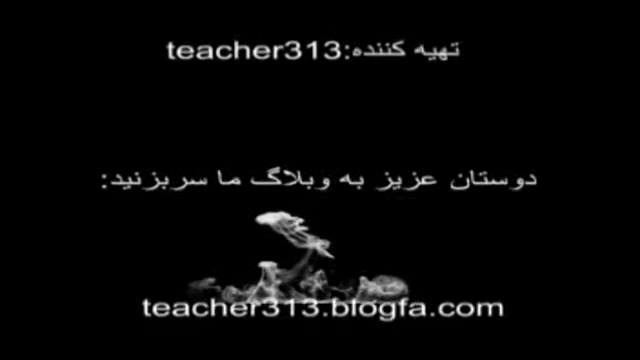 تهیه کننده:teacher313
دوستان عزیز به وبلاگ ما سربزنید:
teacher313.blogfa.com